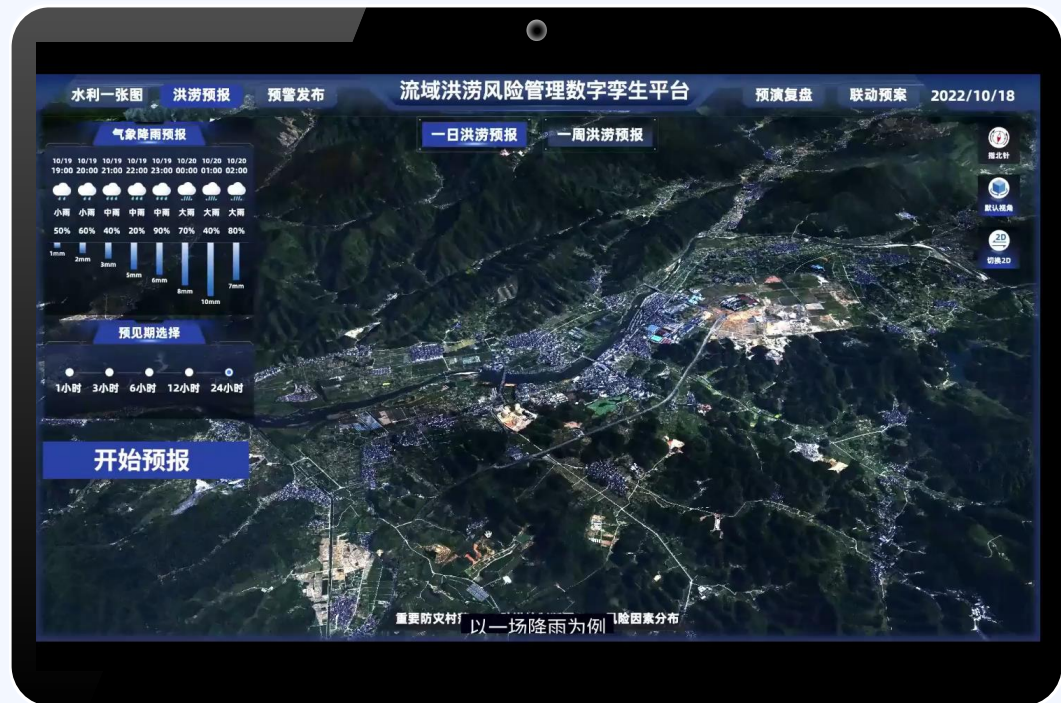 水利一张图 洪涝预报 预警发布 流域洪涝风险管理数字孪生平台 预演复盘 联动预案 2022/10/18
一日洪涝预报 一周洪涝预报
气象降雨预报
10/19 10/19 10/19 10/19 10/19 10/20 10/20 10/20
19:00 20:00 21:00 22:00 23:00 00:00 01:00 02:00
小雨 小雨 中雨 中雨 中雨 大雨 大雨 大雨
50% 60% 40% 20% 90% 70% 40% 80%
1mm 2mm 3mm 5mm 6mm 8mm 10mm 7mm
指北针
默认视角
2D
切换2D
预见期选择
1小时 3小时 6小时 12小时 24小时
开始预报
重要防灾村 风险因素分布
以一场降雨为例